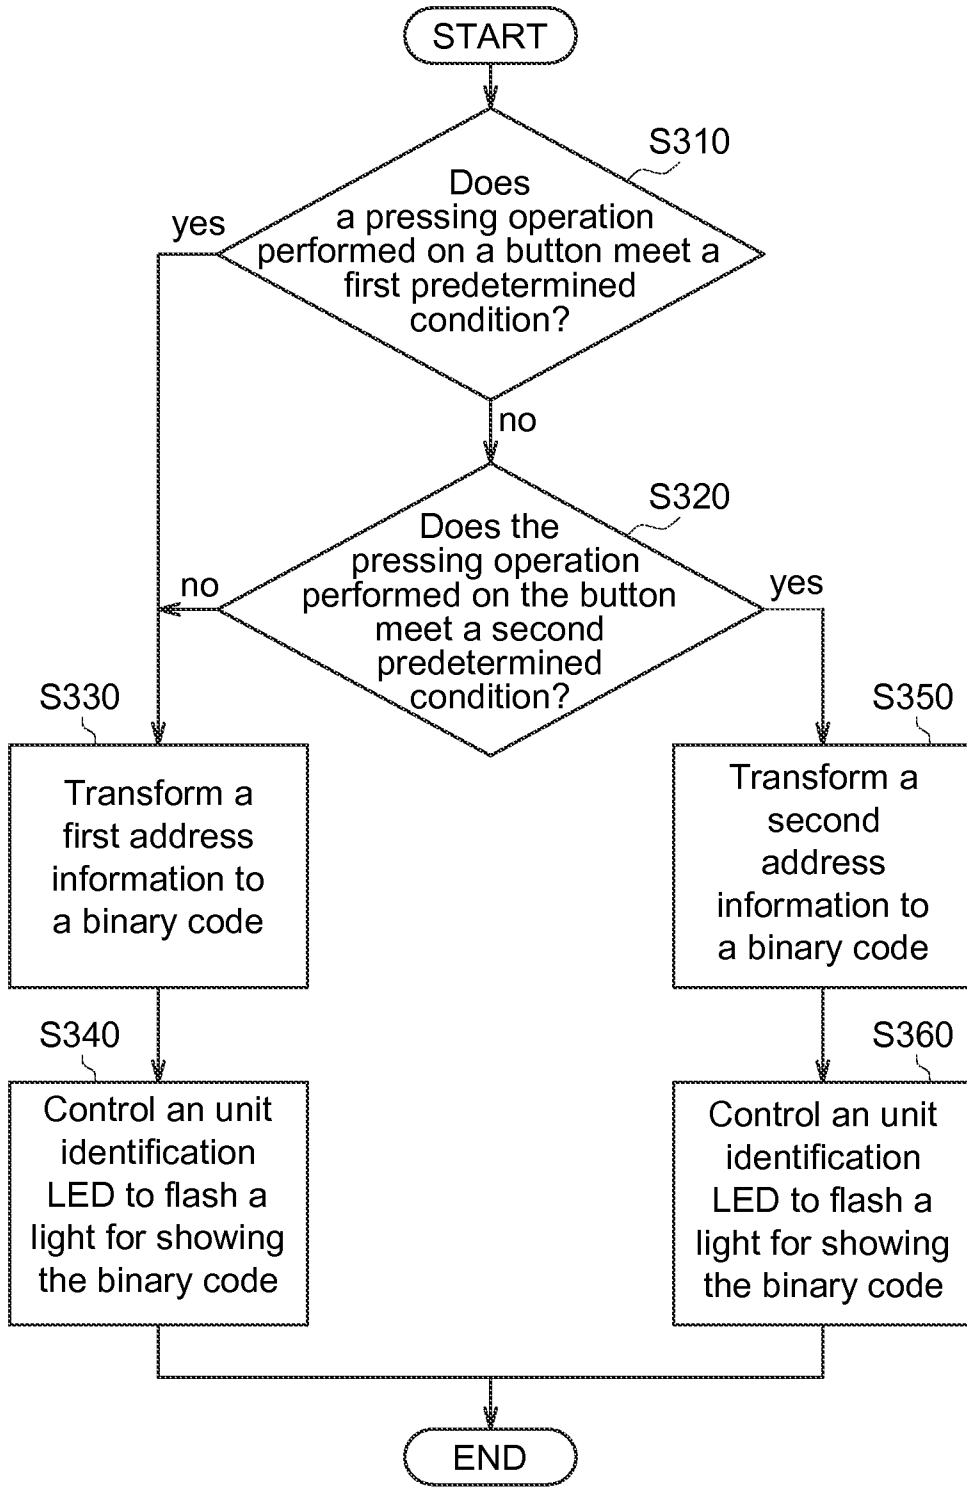 START
S310
Does
a pressing operation
performed on a button meet a
first predetermined
condition?
yes
no
S320
Does the
pressing operation
performed on the button
meet a second
predetermined
condition?
no
yes
S330
Transform a
first address
information to
a binary code
S350
Transform a
second
address
information to
a binary code
S340
Control an unit
identification
LED to flash a
light for showing
the binary code
S360
Control an unit
identification
LED to flash a
light for showing
the binary code
END